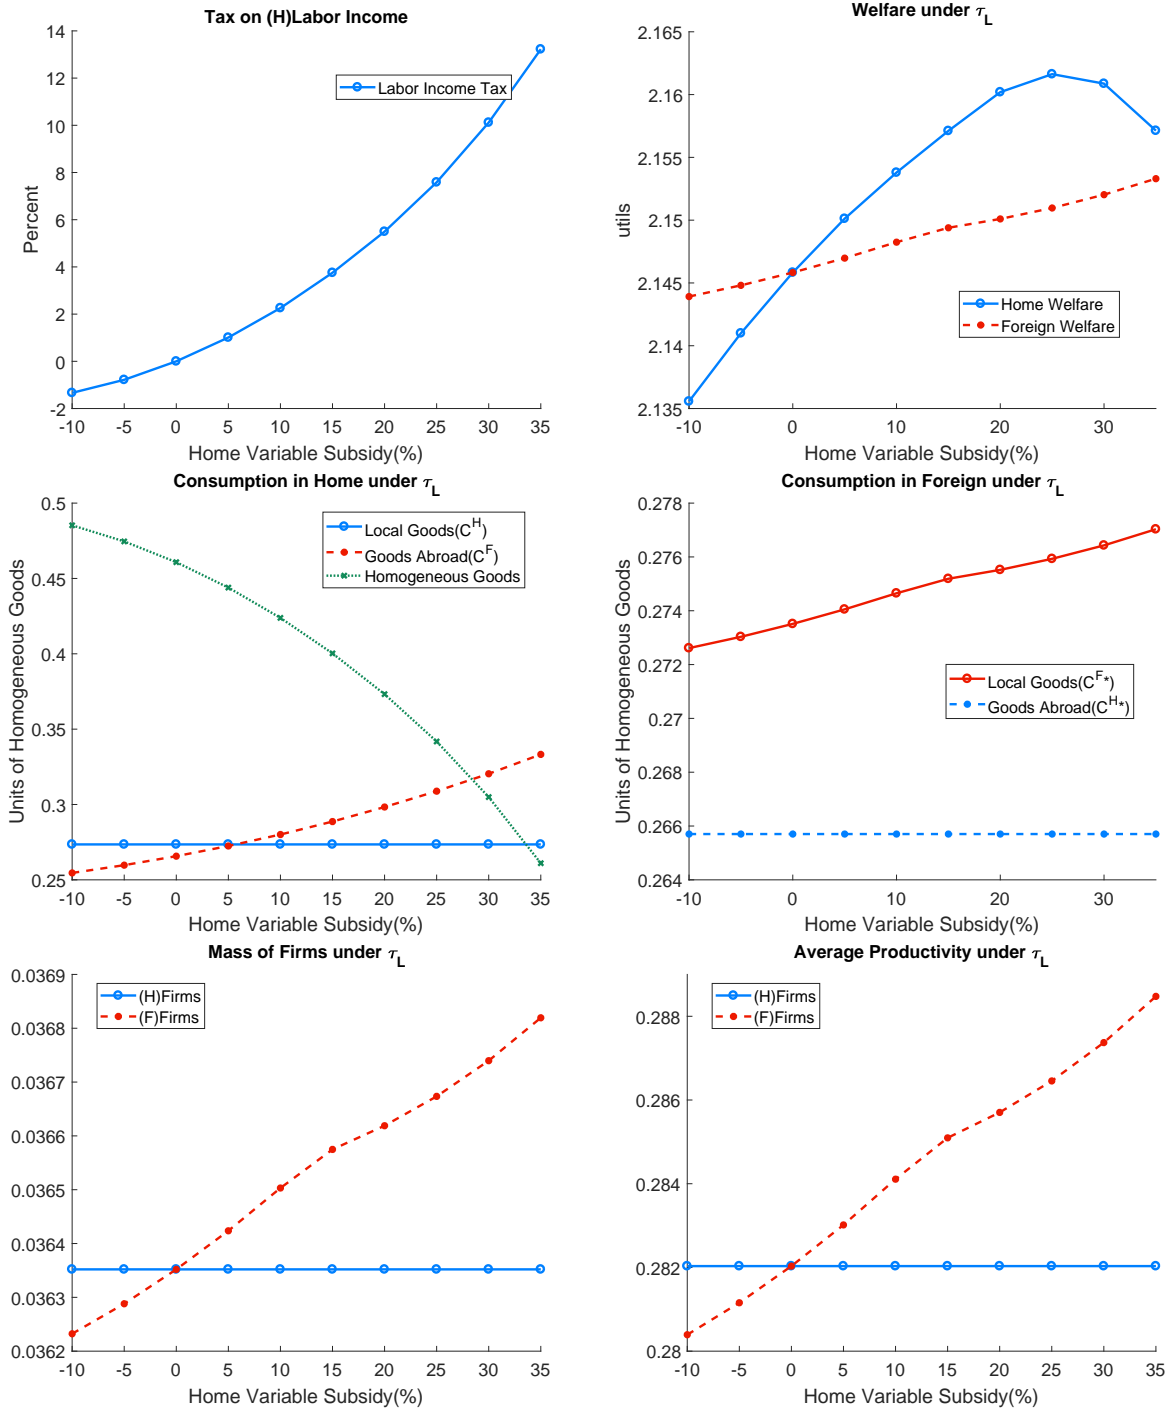 Tax on (H)Labor Income
14
12
10
8
6
4
2
0
-2
Percent
Labor Income Tax
-10 -5 0 5 10 15 20 25 30 35
Home Variable Subsidy(%)
Welfare under τL
2.165
2.16
2.155
2.15
2.145
2.14
2.135
utils
Home Welfare
Foreign Welfare
-10 0 10 20 30
Home Variable Subsidy(%)
Consumption in Home under τL
0.5
0.45
0.4
0.35
0.3
0.25
Units of Homogeneous Goods
Local Goods(C^H)
Goods Abroad(C^F)
Homogeneous Goods
-10 -5 0 5 10 15 20 25 30 35
Home Variable Subsidy(%)
Consumption in Foreign under τL
0.278
0.276
0.274
0.272
0.27
0.268
0.266
0.264
Units of Homogeneous Goods
Local Goods(C^F*)
Goods Abroad(C^H*)
-10 0 10 20 30
Home Variable Subsidy(%)
Mass of Firms under τL
0.0369
0.0368
0.0367
0.0366
0.0365
0.0364
0.0363
0.0362
(H)Firms
(F)Firms
-10 -5 0 5 10 15 20 25 30 35
Home Variable Subsidy(%)
Average Productivity under τL
0.288
0.286
0.284
0.282
0.28
(H)Firms
(F)Firms
-10 -5 0 5 10 15 20 25 30 35
Home Variable Subsidy(%)